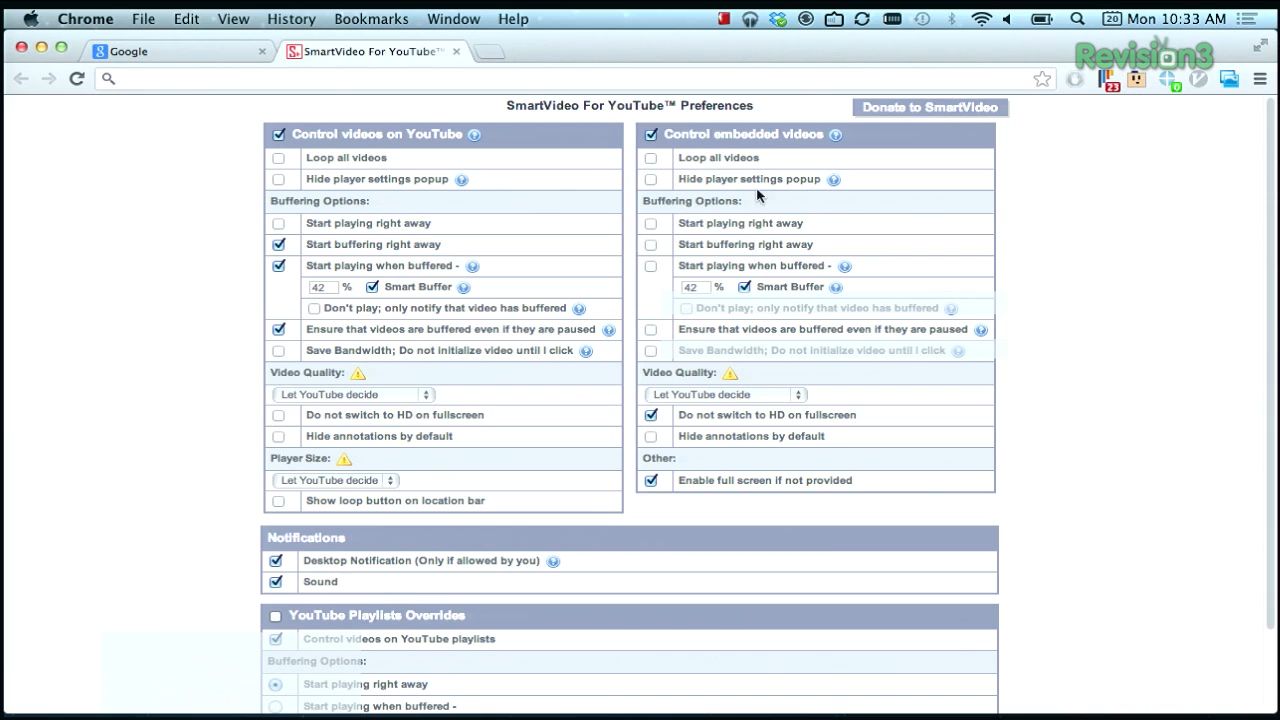 Chrome File Edit View History Bookmarks Window Help 20 Mon 10:33 AM
Google SmartVideo For YouTube™
Revision3
23 0
SmartVideo For YouTube™ Preferences
Donate to SmartVideo
Control videos on YouTube
Loop all videos
Hide player settings popup
Buffering Options:
Start playing right away
Start buffering right away
Start playing when buffered -
42 % Smart Buffer
Don't play; only notify that video has buffered
Ensure that videos are buffered even if they are paused
Save Bandwidth; Do not initialize video until I click
Video Quality:
Let YouTube decide
Do not switch to HD on fullscreen
Hide annotations by default
Player Size:
Let YouTube decide
Show loop button on location bar
Control embedded videos
Loop all videos
Hide player settings popup
Buffering Options:
Start playing right away
Start buffering right away
Start playing when buffered -
42 % Smart Buffer
Don't play; only notify that video has buffered
Ensure that videos are buffered even if they are paused
Save Bandwidth; Do not initialize video until I click
Video Quality:
Let YouTube decide
Do not switch to HD on fullscreen
Hide annotations by default
Other:
Enable full screen if not provided
Notifications
Desktop Notification (Only if allowed by you)
Sound
YouTube Playlists Overrides
Control videos on YouTube playlists
Buffering Options:
Start playing right away
Start playing when buffered -